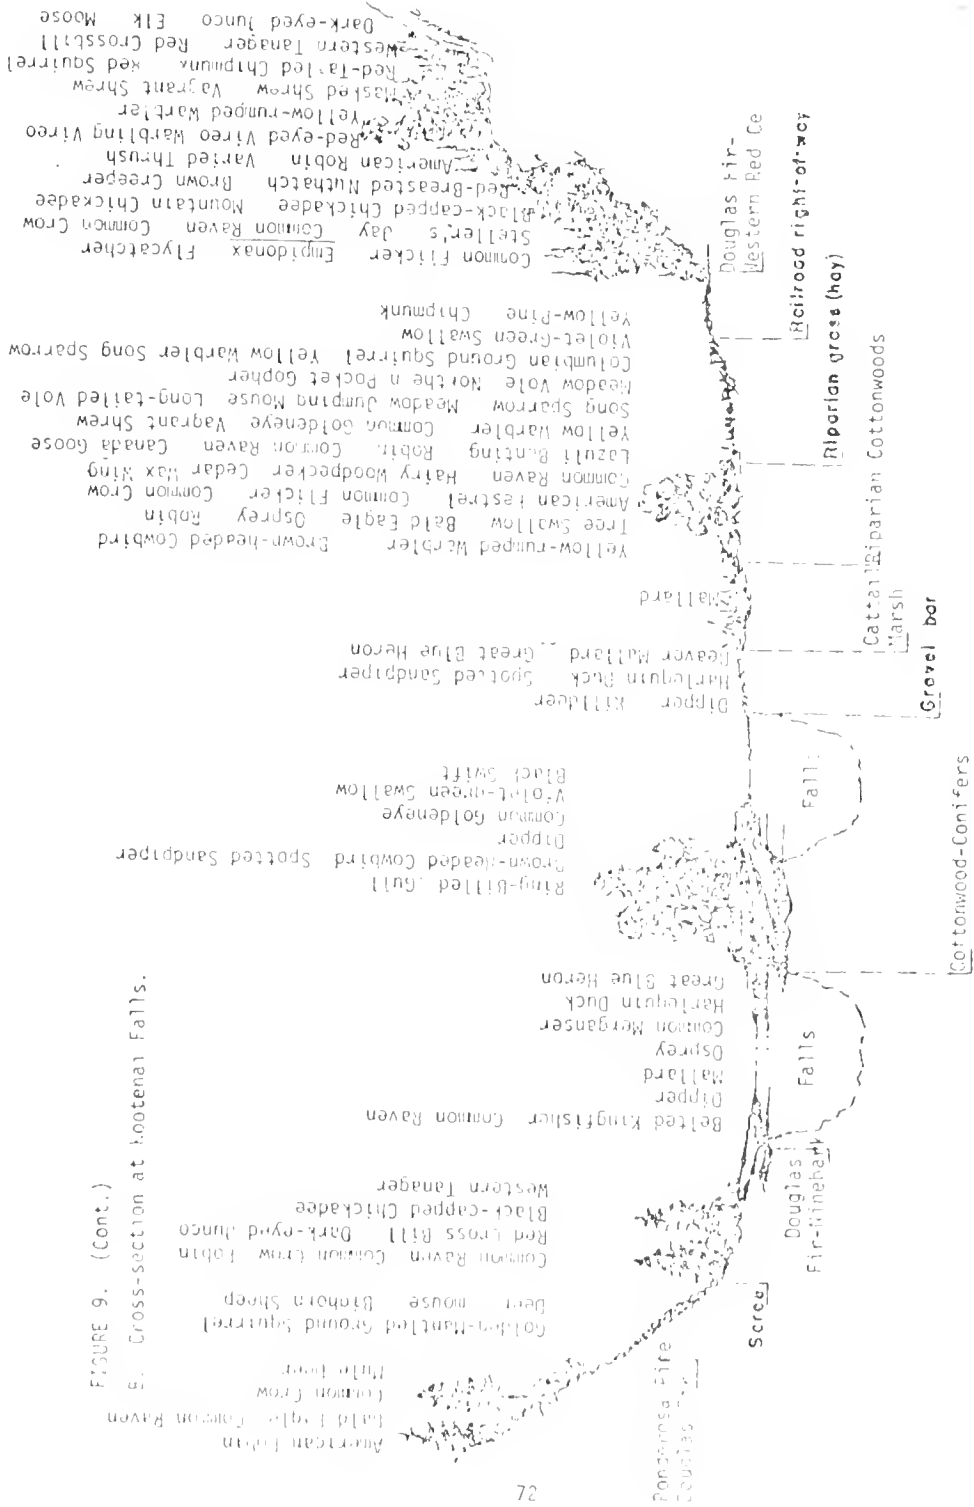 FIGURE 9. (Cont.)
Cross-section at Kootenai Falls.
Common Crow
Mule Deer
Golden-Mantled Ground Squirrel
Deer mouse Bighorn Sheep
Common Raven Common Crow Robin
Red Cross Bill Dark-eyed Junco
Black-capped Chickadee
Western Tanager
Belted Kingfisher Common Raven
Dipper
Mallard
Osprey
Common Merganser
Harlequin Duck
Great Blue Heron
Ring-Billed Gull
Brown-Headed Cowbird Spotted Sandpiper
Dipper
Common Goldeneye
Violet-green Swallow
Black Swift
Dipper Killdeer
Harlequin Duck Spotted Sandpiper
Beaver Mallard Great Blue Heron
Mallard
Yellow-rumped Warbler Brown-headed Cowbird
Tree Swallow Bald Eagle Osprey Robin
American Kestrel Common Flicker Common Crow
Common Raven Hairy Woodpecker Cedar Wax Wing
Lazuli Bunting Robin Common Raven Canada Goose
Yellow Warbler Common Goldeneye Vagrant Shrew
Song Sparrow Meadow Jumping Mouse Long-tailed Vole
Meadow Vole Northe n Pocket Gopher
Columbian Ground Squirrel Yellow Warbler Song Sparrow
Violet-Green Swallow
Yellow-Pine Chipmunk
Common Flicker Empidonax Flycatcher
Steller's Jay Common Raven Common Crow
Black-capped Chickadee Mountain Chickadee
Red-Breasted Nuthatch Brown Creeper
American Robin Varied Thrush
Red-eyed Vireo Warbling Vireo
Yellow-rumped Warbler
Masked Shrew Vagrant Shrew
Red-Tailed Chipmunk Red Squirrel
Western Tanager Red Crossbill
Dark-eyed Junco Elk Moose
Scree
Douglas
Fir-Ninebark
Falls
Cottonwood-Conifers
Falls
Gravel bar
Cattail
Marsh
Riparian Cottonwoods
Riparian grass (hay)
Railroad right-of-way
Douglas Fir-
Western Red Ce
72